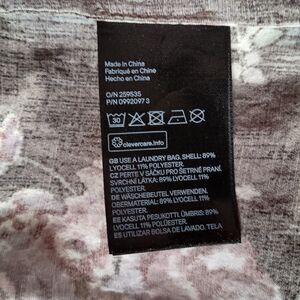 Made in China
Fabriqué en Chine
Hergestellt in China
O/N 259535
P/N 0992097 3
30
clevercare.info
GB USE A LAUNDRY BAG. SHELL: 89%
LYOCELL 11% POLYESTER.
CZ PERTE V SÁČKU PRO ŠETRNÉ PRANÍ.
SVRCHNÍ LÁTKA: 89% LYOCELL 11%
POLYESTER.
DE WÄSCHEBEUTEL VERWENDEN.
OBERMATERIAL: 89% LYOCELL 11%
POLYESTER.
EE KASUTA PESUKOTTI. ÜMBRIS: 89%
LYOCELL 11% POLÜESTER.
ES UTILIZAR BOLSA DE LAVADO. TELA